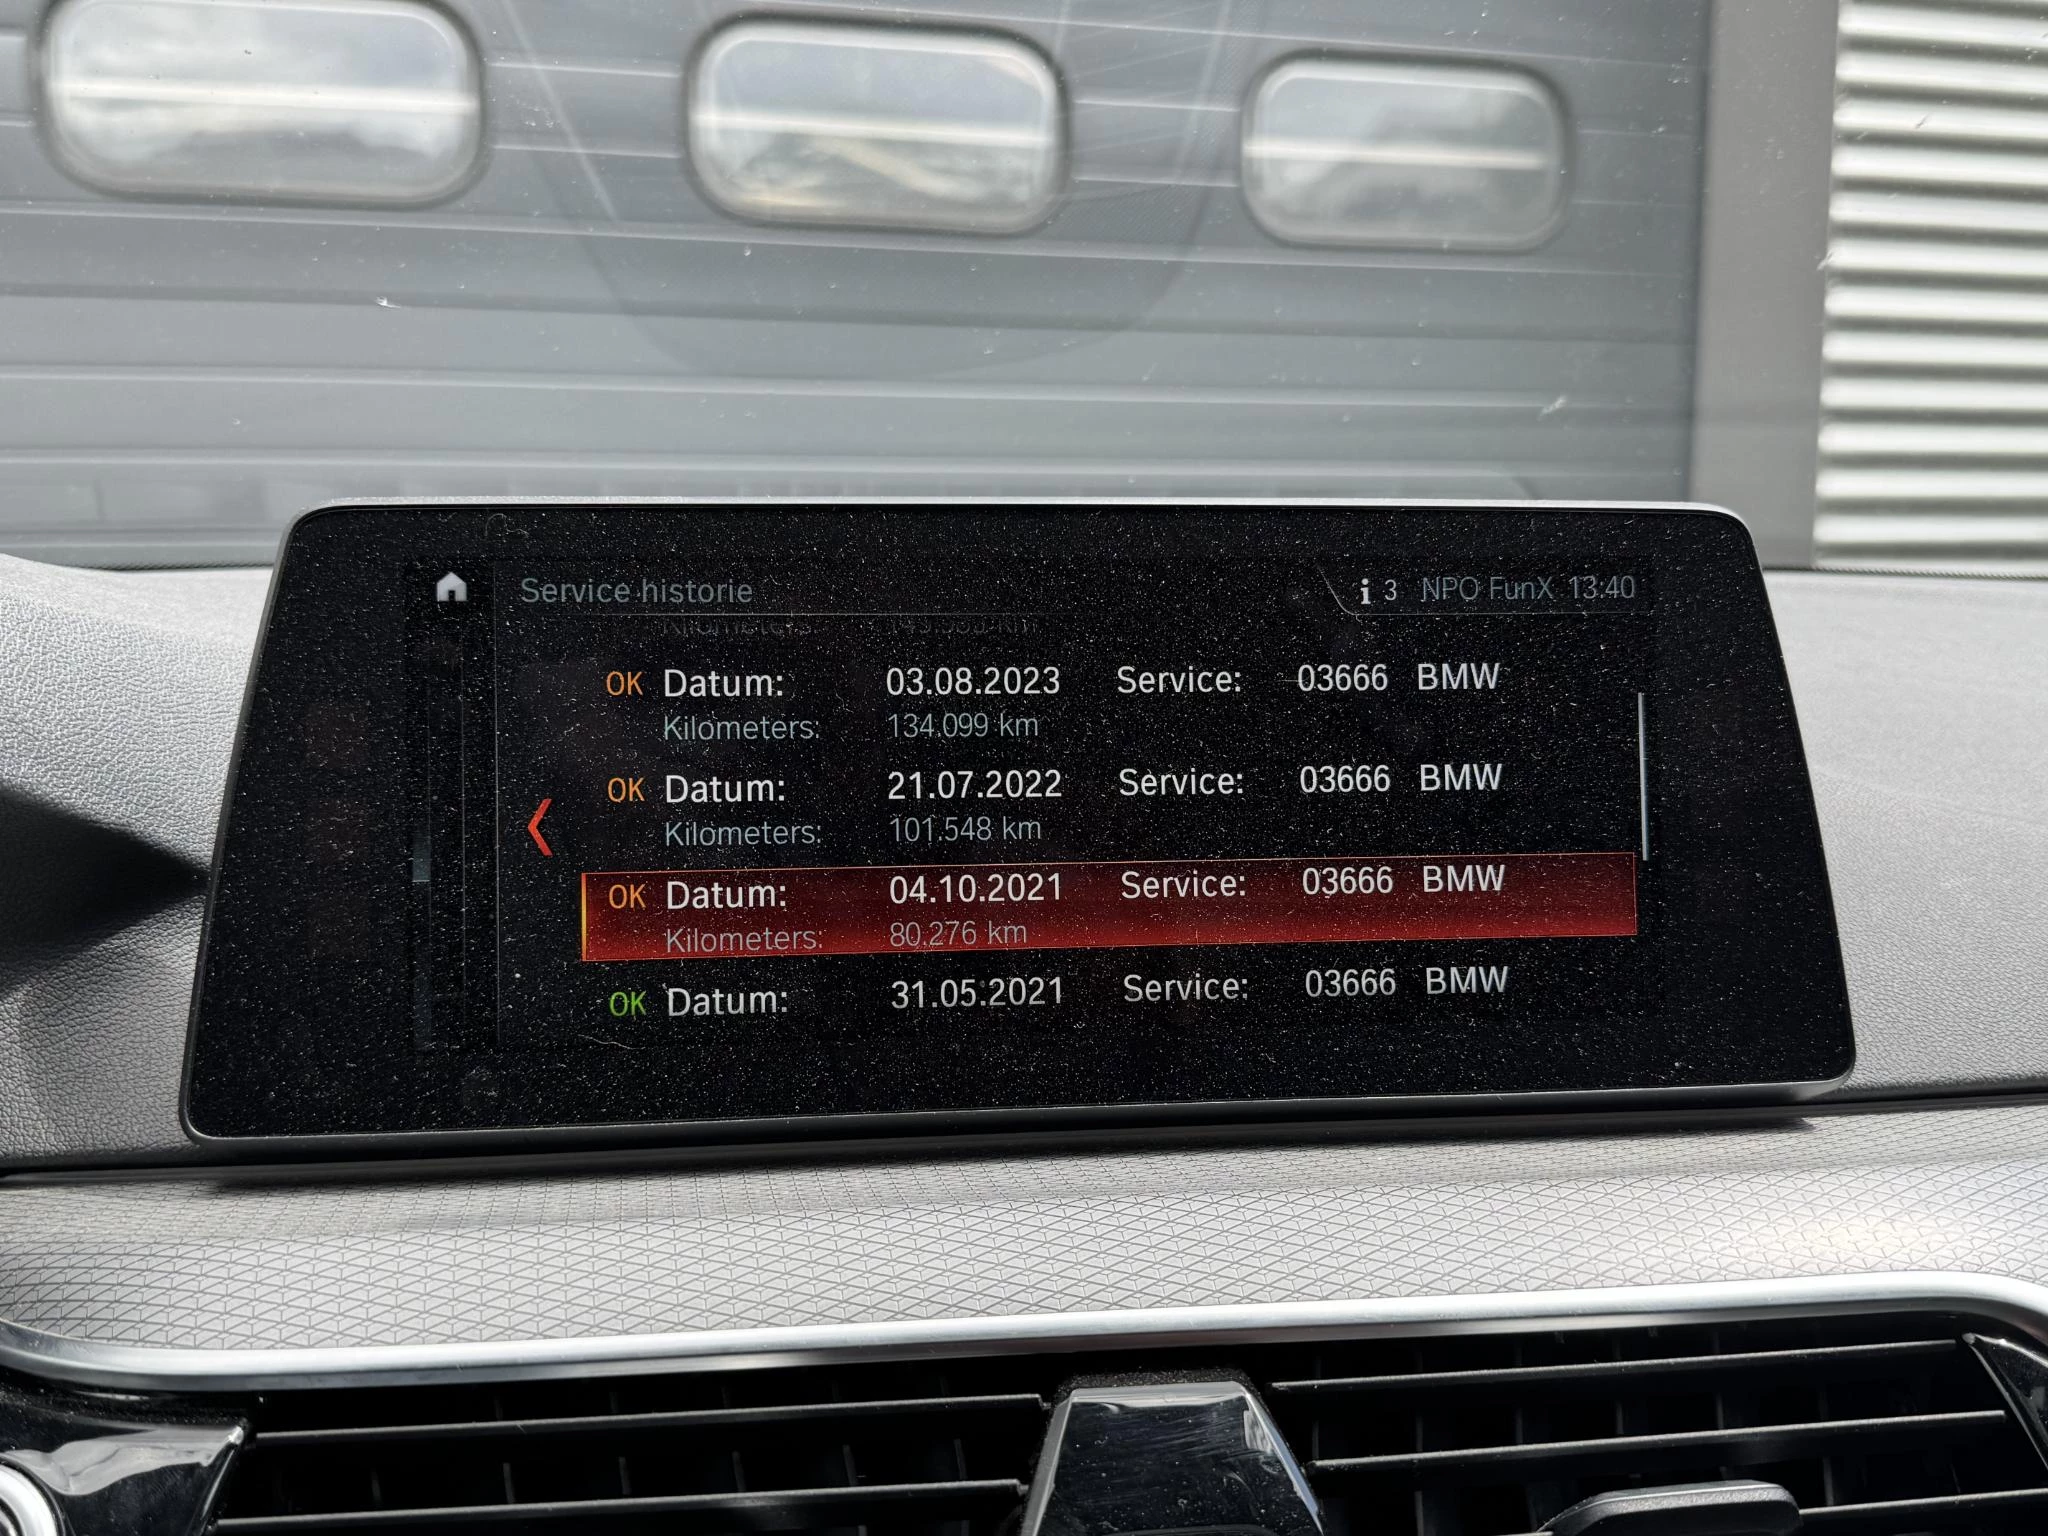 Service historie
3 NPO FunX 13:40
Kilometers: km
OK Datum: 03.08.2023 Service: 03666 BMW
Kilometers: 134.099 km
OK Datum: 21.07.2022 Service: 03666 BMW
Kilometers: 101.548 km
OK Datum: 04.10.2021 Service: 03666 BMW
Kilometers: 80.276 km
OK Datum: 31.05.2021 Service: 03666 BMW